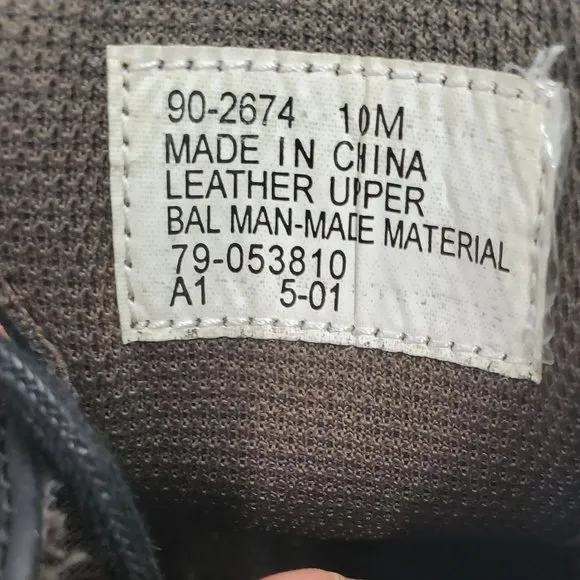 90-2674 10M
MADE IN CHINA
LEATHER UPPER
BAL MAN-MADE MATERIAL
79-053810
A1 5-01